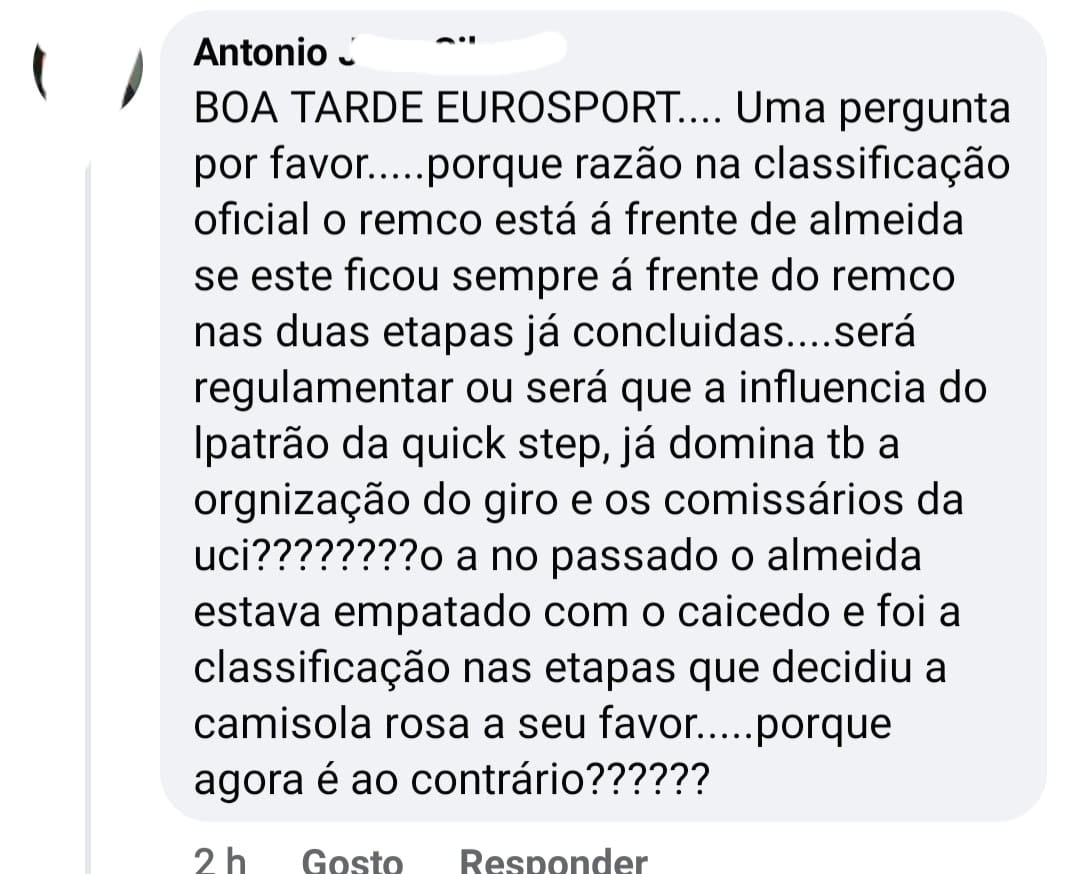 Antonio
BOA TARDE EUROSPORT.... Uma pergunta
por favor.....porque razão na classificação
oficial o remco está á frente de almeida
se este ficou sempre á frente do remco
nas duas etapas já concluidas....será
regulamentar ou será que a influencia do
lpatrão da quick step, já domina tb a
orgnização do giro e os comissários da
uci????????o a no passado o almeida
estava empatado com o caicedo e foi a
classificação nas etapas que decidiu a
camisola rosa a seu favor.....porque
agora é ao contrário??????
2 h Gosto Responder